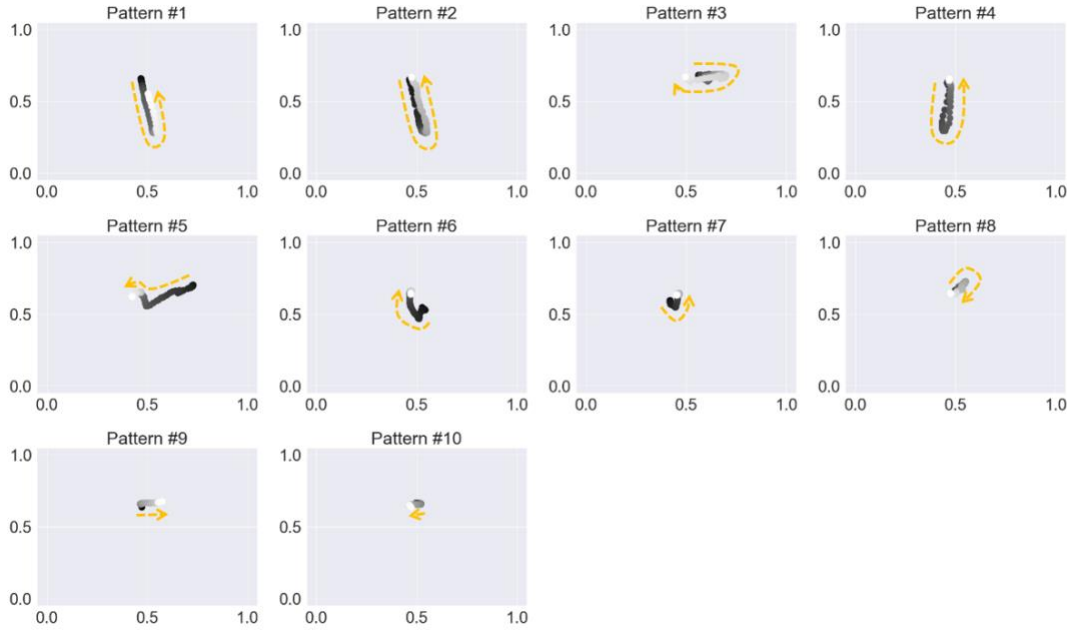 Pattern #1 Pattern #2 Pattern #3 Pattern #4
1.0 1.0 1.0 1.0
0.5 0.5 0.5 0.5
0.0 0.0 0.0 0.0
0.0 0.5 1.0 0.0 0.5 1.0 0.0 0.5 1.0 0.0 0.5 1.0
Pattern #5 Pattern #6 Pattern #7 Pattern #8
1.0 1.0 1.0 1.0
0.5 0.5 0.5 0.5
0.0 0.0 0.0 0.0
0.0 0.5 1.0 0.0 0.5 1.0 0.0 0.5 1.0 0.0 0.5 1.0
Pattern #9 Pattern #10
1.0 1.0
0.5 0.5
0.0 0.0
0.0 0.5 1.0 0.0 0.5 1.0